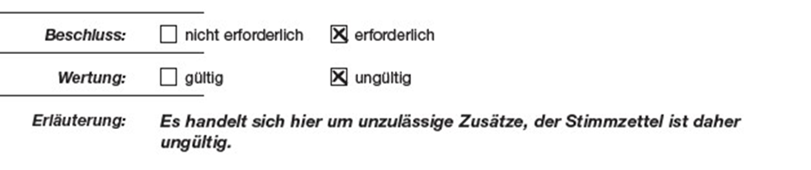 Beschluss: ☐ nicht erforderlich ☒ erforderlich
Wertung: ☐ gültig ☒ ungültig
Erläuterung: Es handelt sich hier um unzulässige Zusätze, der Stimmzettel ist daher
ungültig.